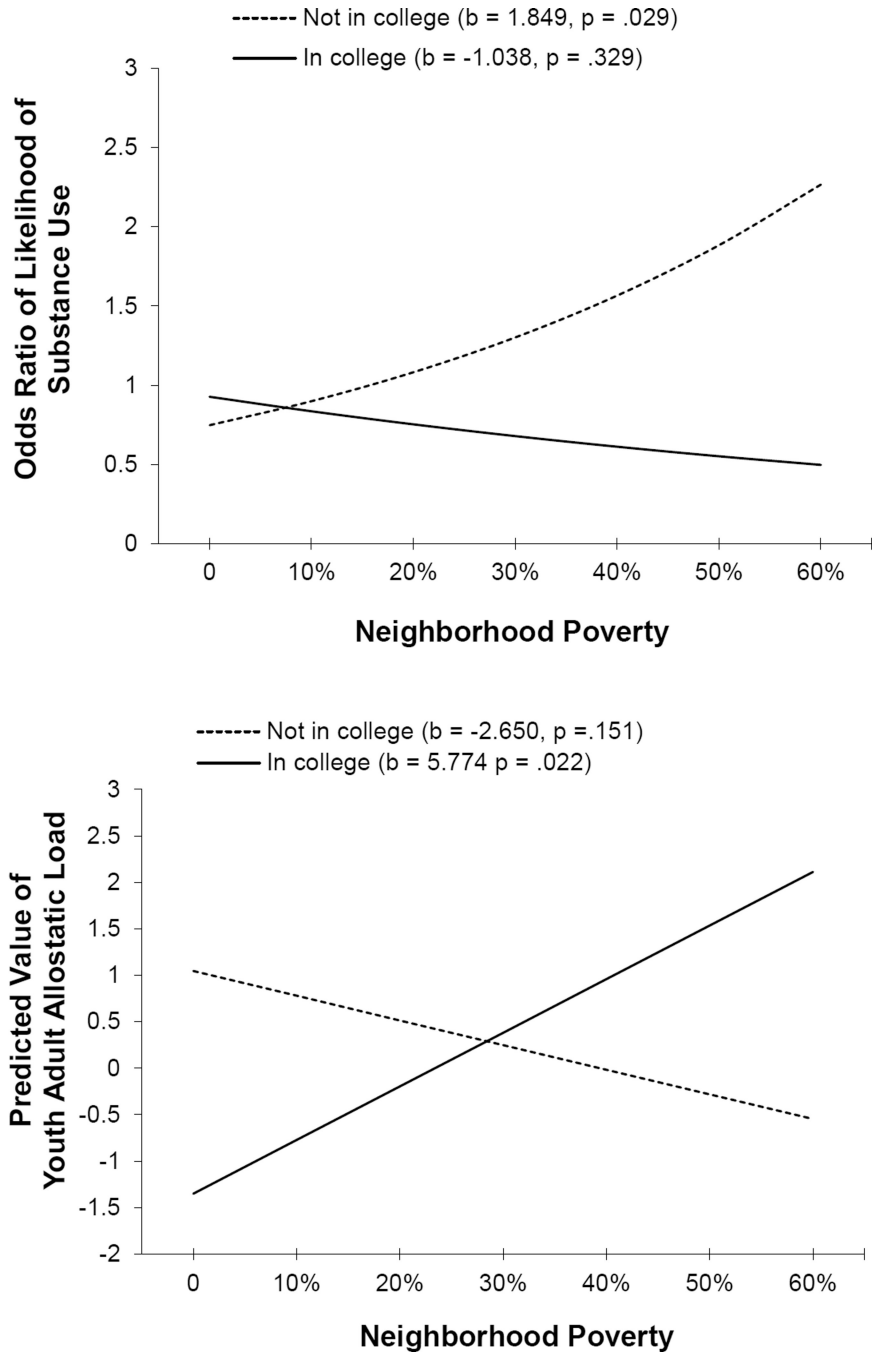 Not in college (b = 1.849, p = .029)
In college (b = -1.038, p = .329)
Odds Ratio of Likelihood of
Substance Use
3
2.5
2
1.5
1
0.5
0
0 10% 20% 30% 40% 50% 60%
Neighborhood Poverty
Not in college (b = -2.650, p =.151)
In college (b = 5.774 p = .022)
Predicted Value of
Youth Adult Allostatic Load
3
2.5
2
1.5
1
0.5
0
-0.5
-1
-1.5
-2
0 10% 20% 30% 40% 50% 60%
Neighborhood Poverty